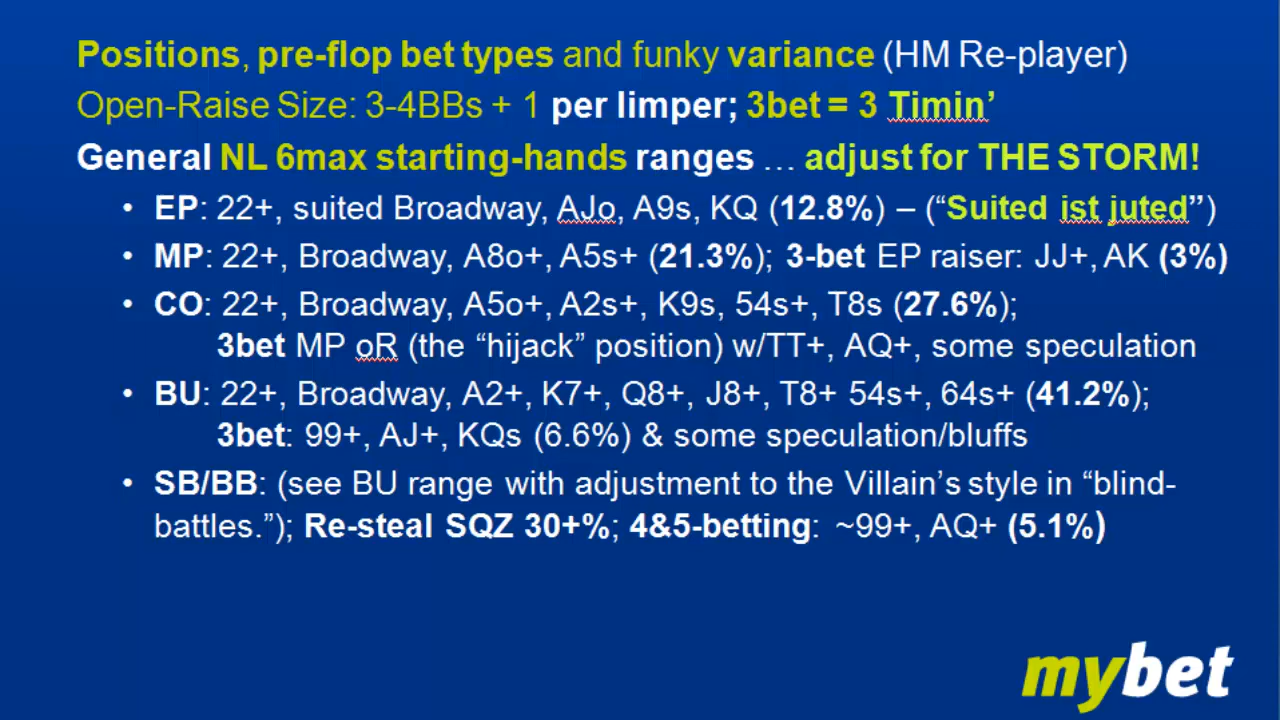 Positions, pre-flop bet types and funky variance (HM Re-player)
Open-Raise Size: 3-4BBs + 1 per limper; 3bet = 3 Timin’
General NL 6max starting-hands ranges … adjust for THE STORM!
• EP: 22+, suited Broadway, AJo, A9s, KQ (12.8%) – (“Suited ist juted”)
• MP: 22+, Broadway, A8o+, A5s+ (21.3%); 3-bet EP raiser: JJ+, AK (3%)
• CO: 22+, Broadway, A5o+, A2s+, K9s, 54s+, T8s (27.6%);
3bet MP oR (the “hijack” position) w/TT+, AQ+, some speculation
• BU: 22+, Broadway, A2+, K7+, Q8+, J8+, T8+ 54s+, 64s+ (41.2%);
3bet: 99+, AJ+, KQs (6.6%) & some speculation/bluffs
• SB/BB: (see BU range with adjustment to the Villain’s style in “blind-
battles.”); Re-steal SQZ 30+%; 4&5-betting: ~99+, AQ+ (5.1%)
mybet